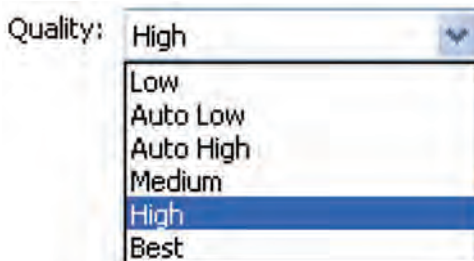 Quality: High
Low
Auto Low
Auto High
Medium
High
Best